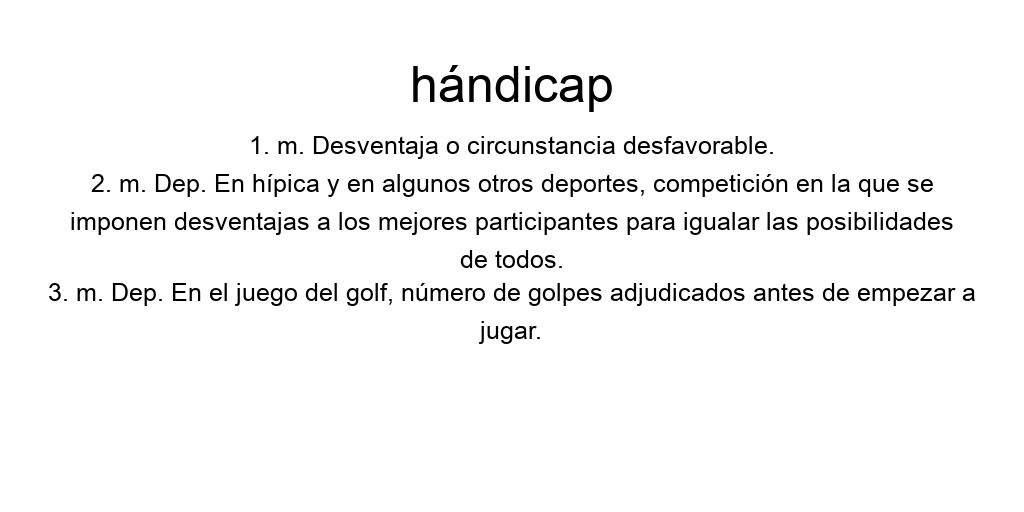 hándicap
1. m. Desventaja o circunstancia desfavorable.
2. m. Dep. En hípica y en algunos otros deportes, competición en la que se
imponen desventajas a los mejores participantes para igualar las posibilidades
de todos.
3. m. Dep. En el juego del golf, número de golpes adjudicados antes de empezar a
jugar.